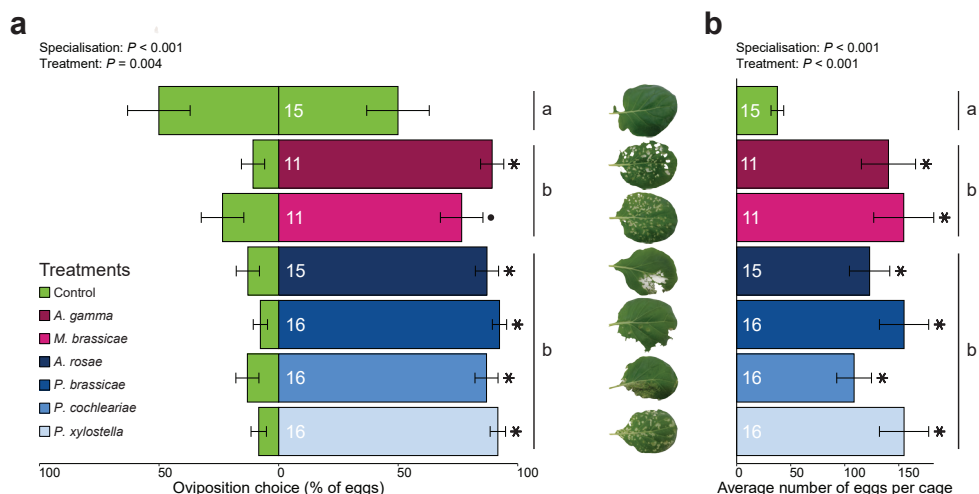 a
Specialisation: P < 0.001
Treatment: P = 0.004
15
a
11
*
11
•
b
15
*
16
*
16
*
16
*
b
Treatments
Control
A. gamma
M. brassicae
A. rosae
P. brassicae
P. cochleariae
P. xylostella
100 50 0 50 100
Oviposition choice (% of eggs)
b
Specialisation: P < 0.001
Treatment: P < 0.001
15
a
11
*
11
*
b
15
*
16
*
16
*
16
*
b
0 50 100 150
Average number of eggs per cage